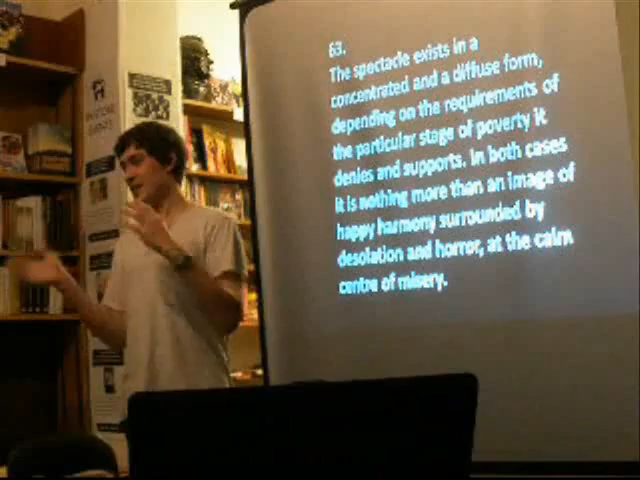 63.
The spectacle exists in a
concentrated and a diffuse form,
depending on the requirements of
the particular stage of poverty it
denies and supports. In both cases
it is nothing more than an image of
happy harmony surrounded by
desolation and horror, at the calm
centre of misery.